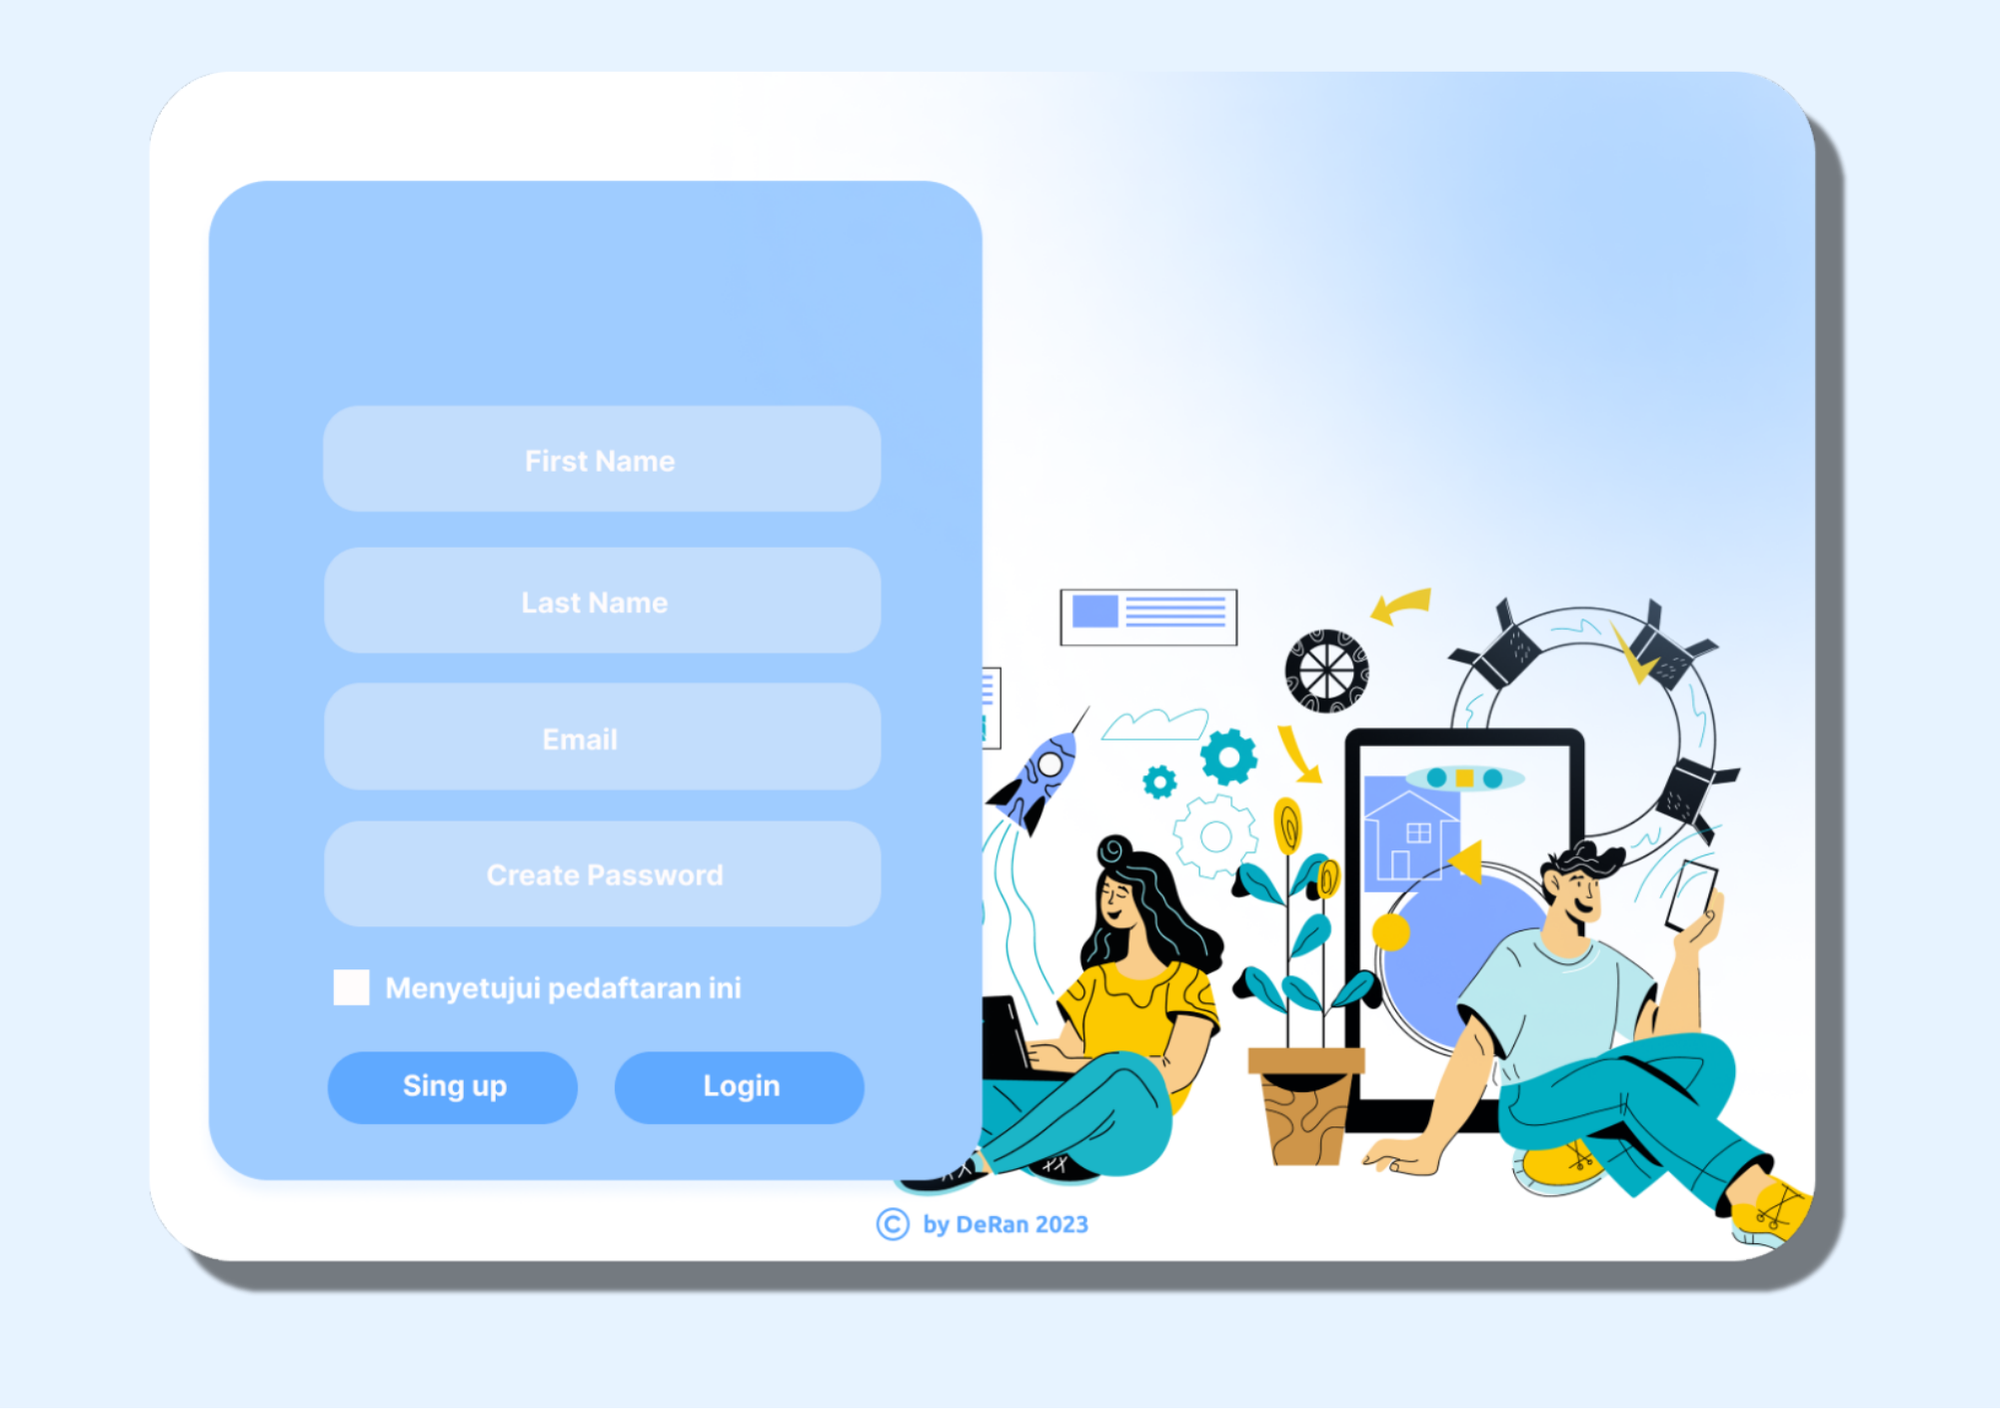 First Name
Last Name
Email
Create Password
Menyetujui pedaftaran ini
Sing up
Login
© by DeRan 2023